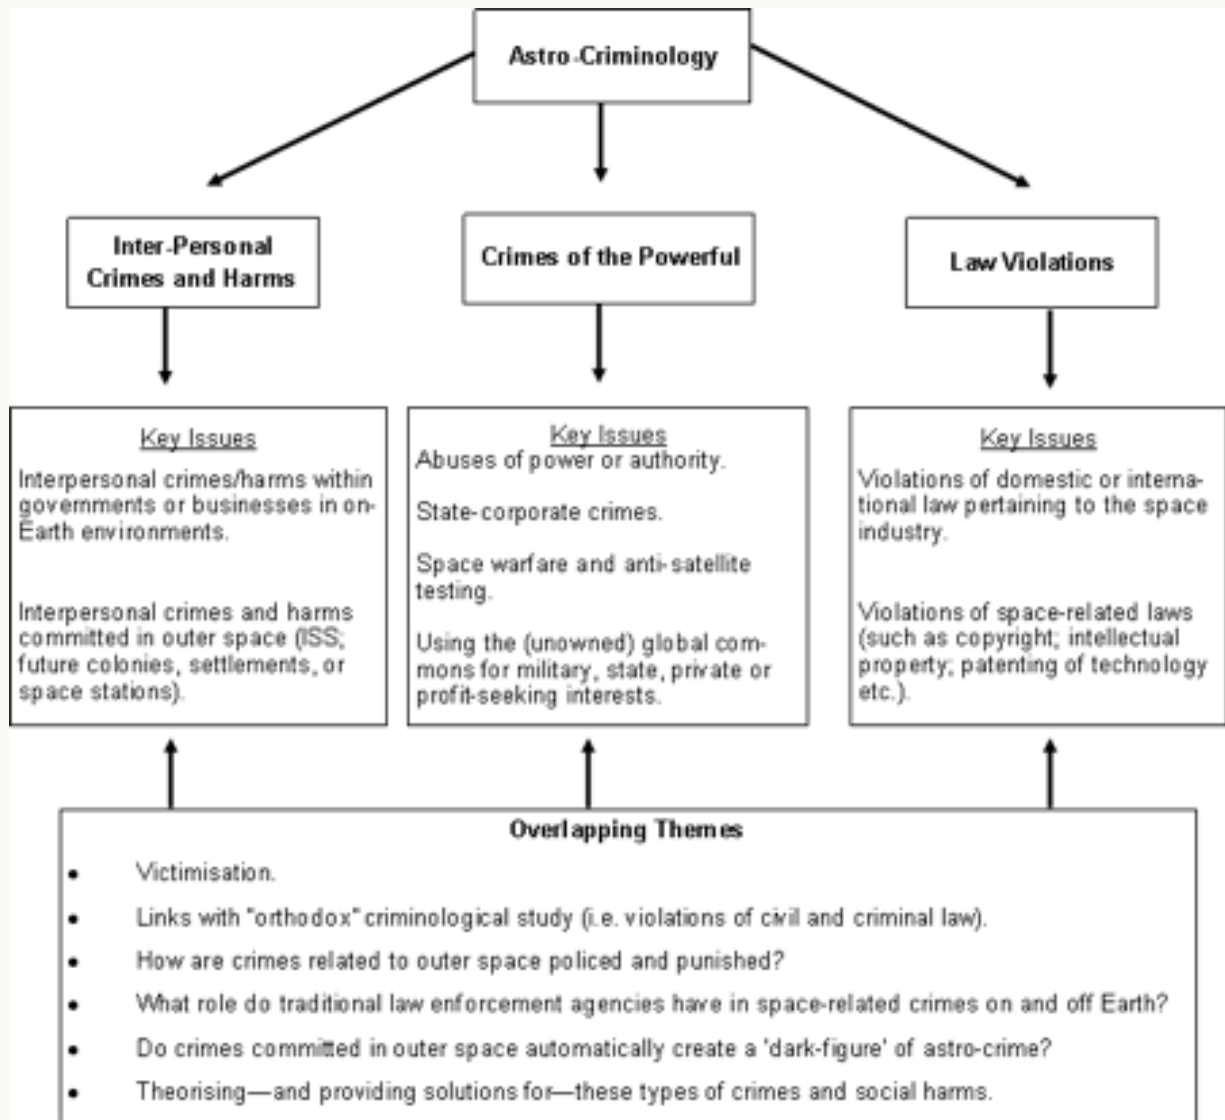 Astro-Criminology
Inter-Personal
Crimes and Harms
Crimes of the Powerful
Law Violations
Key Issues
Interpersonal crimes/harms within
governments or businesses in on-
Earth environments.
Interpersonal crimes and harms
committed in outer space (ISS;
future colonies, settlements, or
space stations).
Key Issues
Abuses of power or authority.
State-corporate crimes.
Space warfare and anti-satellite
testing.
Using the (unowned) global com-
mons for military, state, private or
profit-seeking interests.
Key Issues
Violations of domestic or interna-
tional law pertaining to the space
industry.
Violations of space-related laws
(such as copyright; intellectual
property; patenting of technology
etc.).
Overlapping Themes
• Victimisation.
• Links with "orthodox" criminological study (i.e. violations of civil and criminal law).
• How are crimes related to outer space policed and punished?
• What role do traditional law enforcement agencies have in space-related crimes on and off Earth?
• Do crimes committed in outer space automatically create a 'dark-figure' of astro-crime?
• Theorising—and providing solutions for—these types of crimes and social harms.